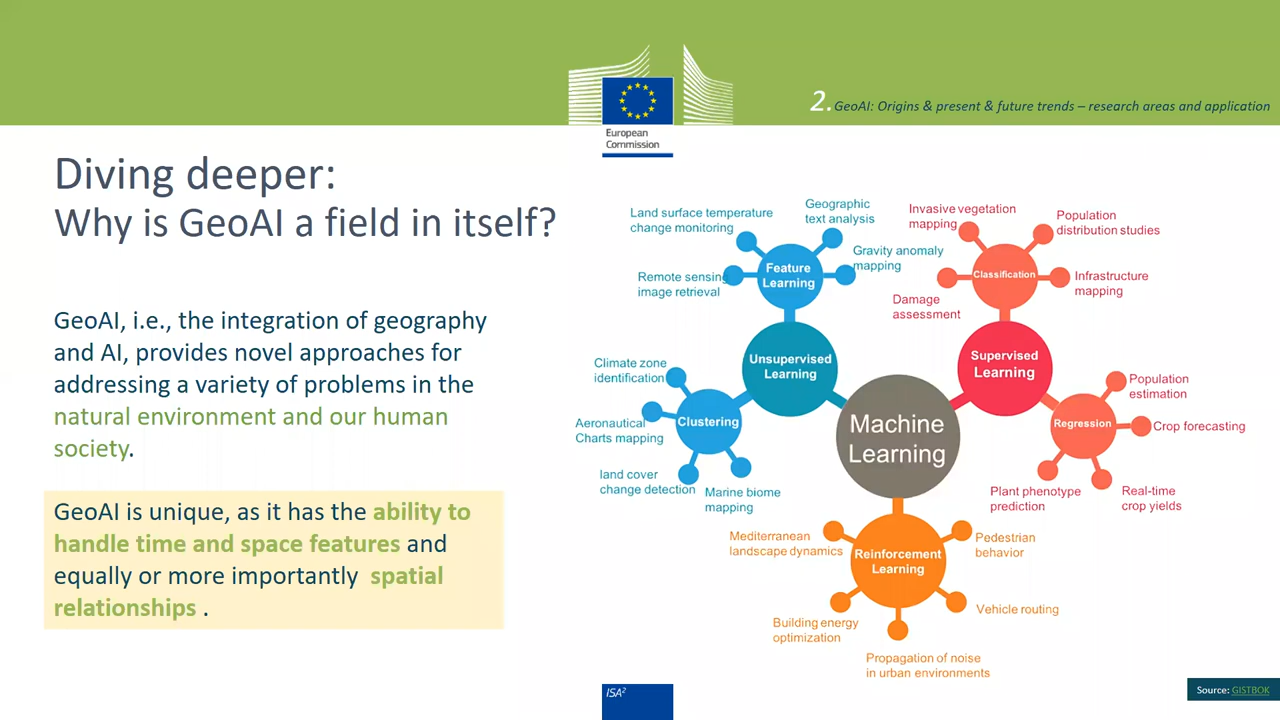 2. GeoAI: Origins & present & future trends – research areas and application
European
Commission
Diving deeper:
Why is GeoAI a field in itself?
GeoAI, i.e., the integration of geography
and AI, provides novel approaches for
addressing a variety of problems in the
natural environment and our human
society.
GeoAI is unique, as it has the ability to
handle time and space features and
equally or more importantly spatial
relationships .
Land surface temperature
change monitoring
Geographic
text analysis
Remote sensing
image retrieval
Gravity anomaly
mapping
Feature
Learning
Unsupervised
Learning
Climate zone
identification
Aeronautical
Charts mapping
land cover
change detection
Marine biome
mapping
Clustering
Invasive vegetation
mapping
Population
distribution studies
Infrastructure
mapping
Damage
assessment
Classification
Supervised
Learning
Regression
Population
estimation
Crop forecasting
Plant phenotype
prediction
Real-time
crop yields
Machine
Learning
Reinforcement
Learning
Mediterranean
landscape dynamics
Pedestrian
behavior
Building energy
optimization
Vehicle routing
Propagation of noise
in urban environments
ISA²
Source: GISTBOK